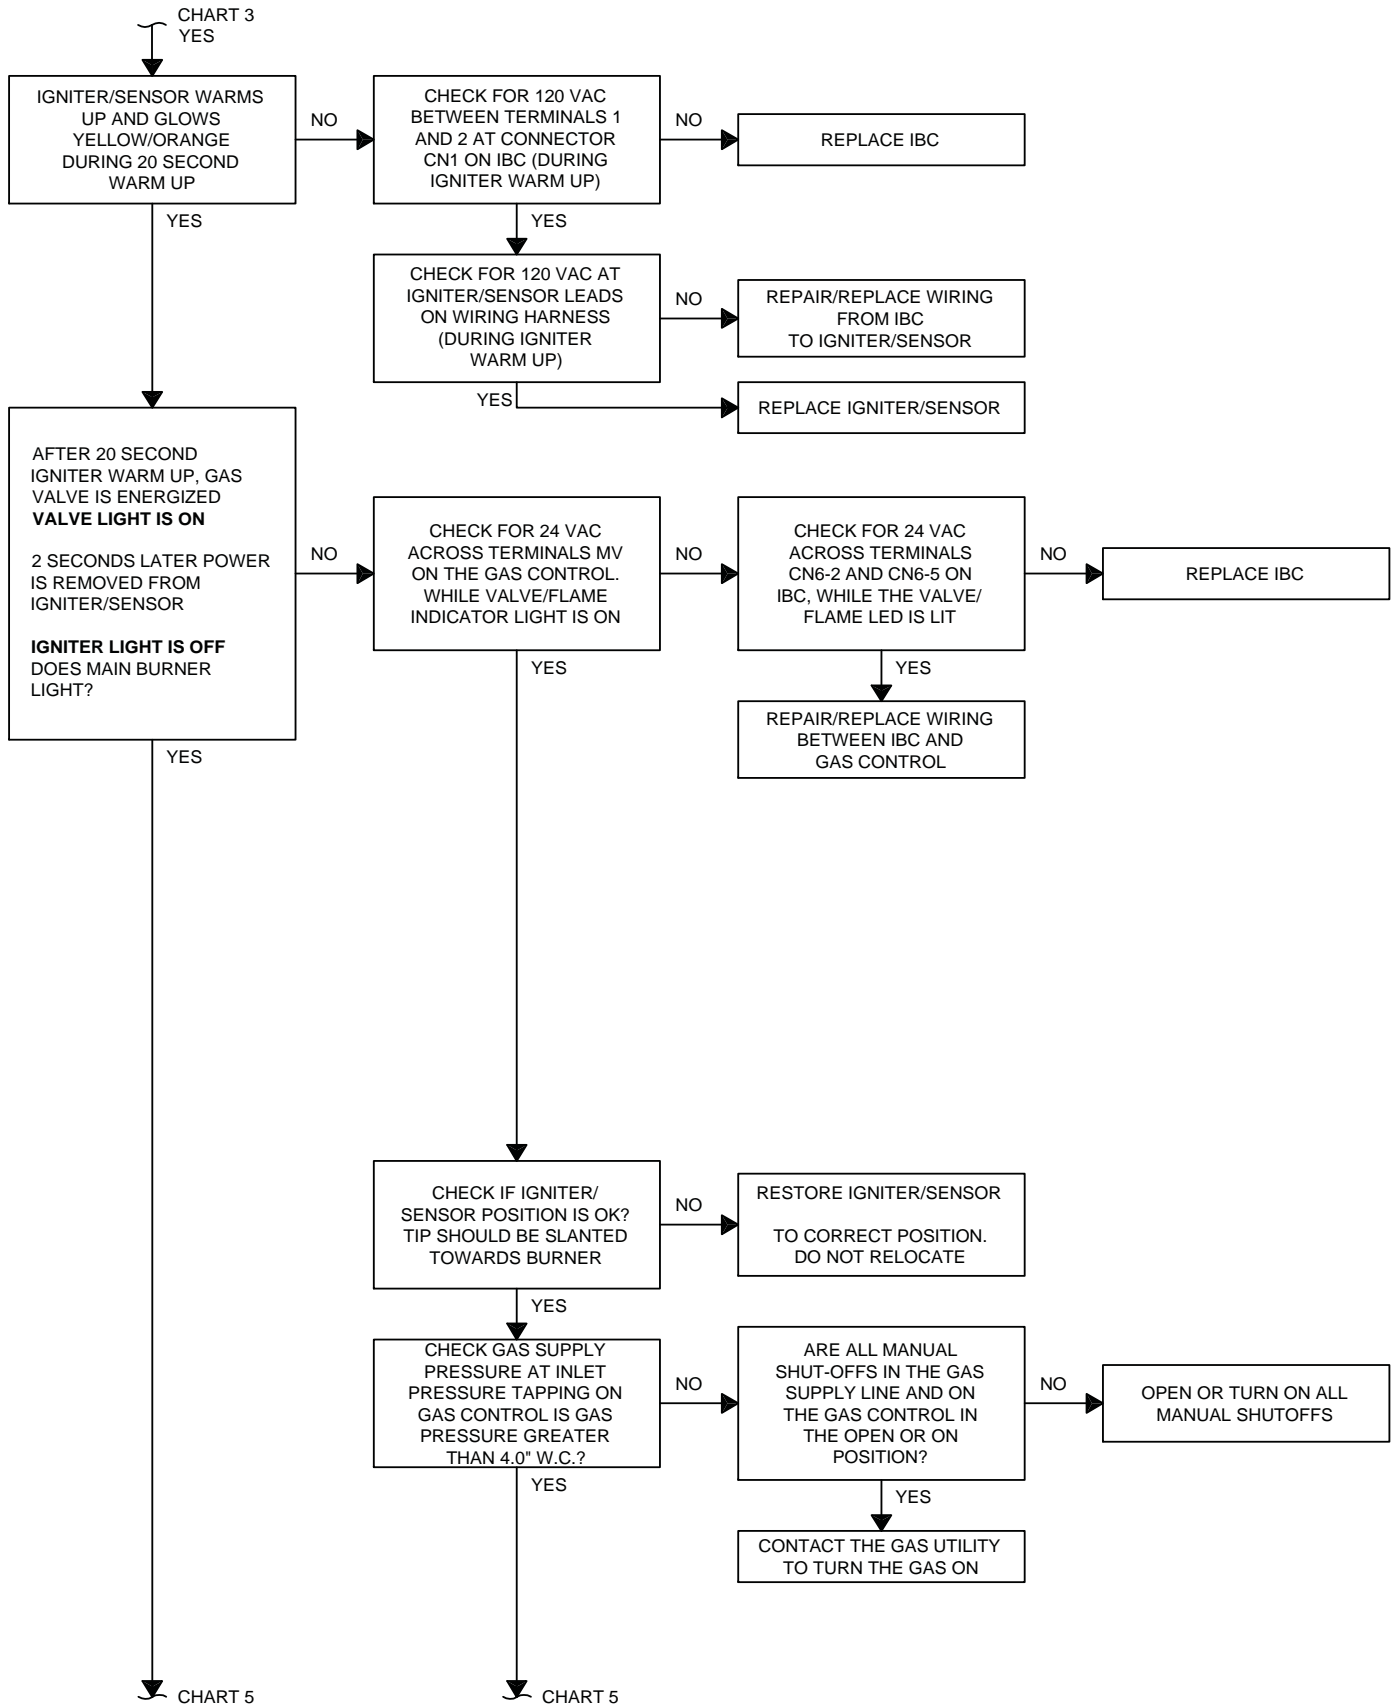 CHART 3
YES
IGNITER/SENSOR WARMS
UP AND GLOWS
YELLOW/ORANGE
DURING 20 SECOND
WARM UP
NO
CHECK FOR 120 VAC
BETWEEN TERMINALS 1
AND 2 AT CONNECTOR
CN1 ON IBC (DURING
IGNITER WARM UP)
NO
REPLACE IBC
YES
YES
CHECK FOR 120 VAC AT
IGNITER/SENSOR LEADS
ON WIRING HARNESS
(DURING IGNITER
WARM UP)
NO
REPAIR/REPLACE WIRING
FROM IBC
TO IGNITER/SENSOR
YES
REPLACE IGNITER/SENSOR
AFTER 20 SECOND
IGNITER WARM UP, GAS
VALVE IS ENERGIZED
VALVE LIGHT IS ON
2 SECONDS LATER POWER
IS REMOVED FROM
IGNITER/SENSOR
IGNITER LIGHT IS OFF
DOES MAIN BURNER
LIGHT?
NO
CHECK FOR 24 VAC
ACROSS TERMINALS MV
ON THE GAS CONTROL.
WHILE VALVE/FLAME
INDICATOR LIGHT IS ON
NO
CHECK FOR 24 VAC
ACROSS TERMINALS
CN6-2 AND CN6-5 ON
IBC, WHILE THE VALVE/
FLAME LED IS LIT
NO
REPLACE IBC
YES
YES
REPAIR/REPLACE WIRING
BETWEEN IBC AND
GAS CONTROL
YES
CHECK IF IGNITER/
SENSOR POSITION IS OK?
TIP SHOULD BE SLANTED
TOWARDS BURNER
NO
RESTORE IGNITER/SENSOR
TO CORRECT POSITION.
DO NOT RELOCATE
YES
CHECK GAS SUPPLY
PRESSURE AT INLET
PRESSURE TAPPING ON
GAS CONTROL IS GAS
PRESSURE GREATER
THAN 4.0" W.C.?
NO
ARE ALL MANUAL
SHUT-OFFS IN THE GAS
SUPPLY LINE AND ON
THE GAS CONTROL IN
THE OPEN OR ON
POSITION?
NO
OPEN OR TURN ON ALL
MANUAL SHUTOFFS
YES
YES
CONTACT THE GAS UTILITY
TO TURN THE GAS ON
CHART 5
CHART 5